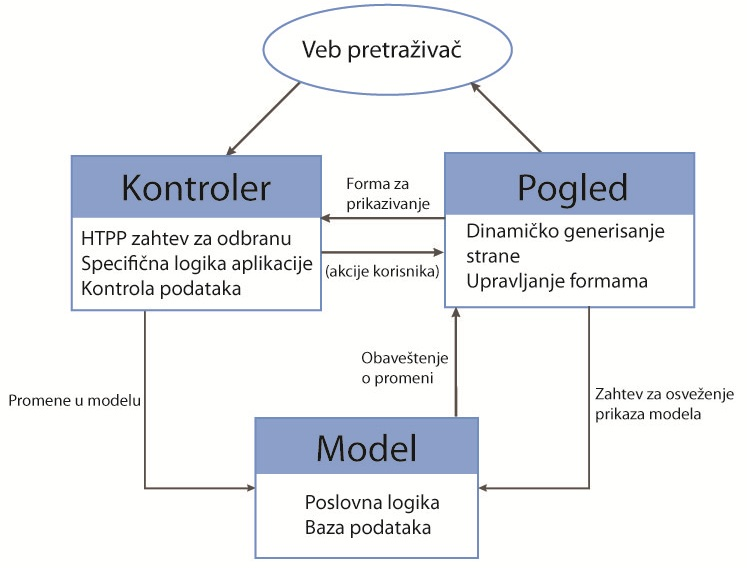 Veb pretraživač
Kontroler
HTPP zahtev za odbranu
Specifična logika aplikacije
Kontrola podataka
Forma za
prikazivanje
(akcije korisnika)
Pogled
Dinamičko generisanje
strane
Upravljanje formama
Promene u modelu
Obaveštenje
o promeni
Zahtev za osveženje
prikaza modela
Model
Poslovna logika
Baza podataka